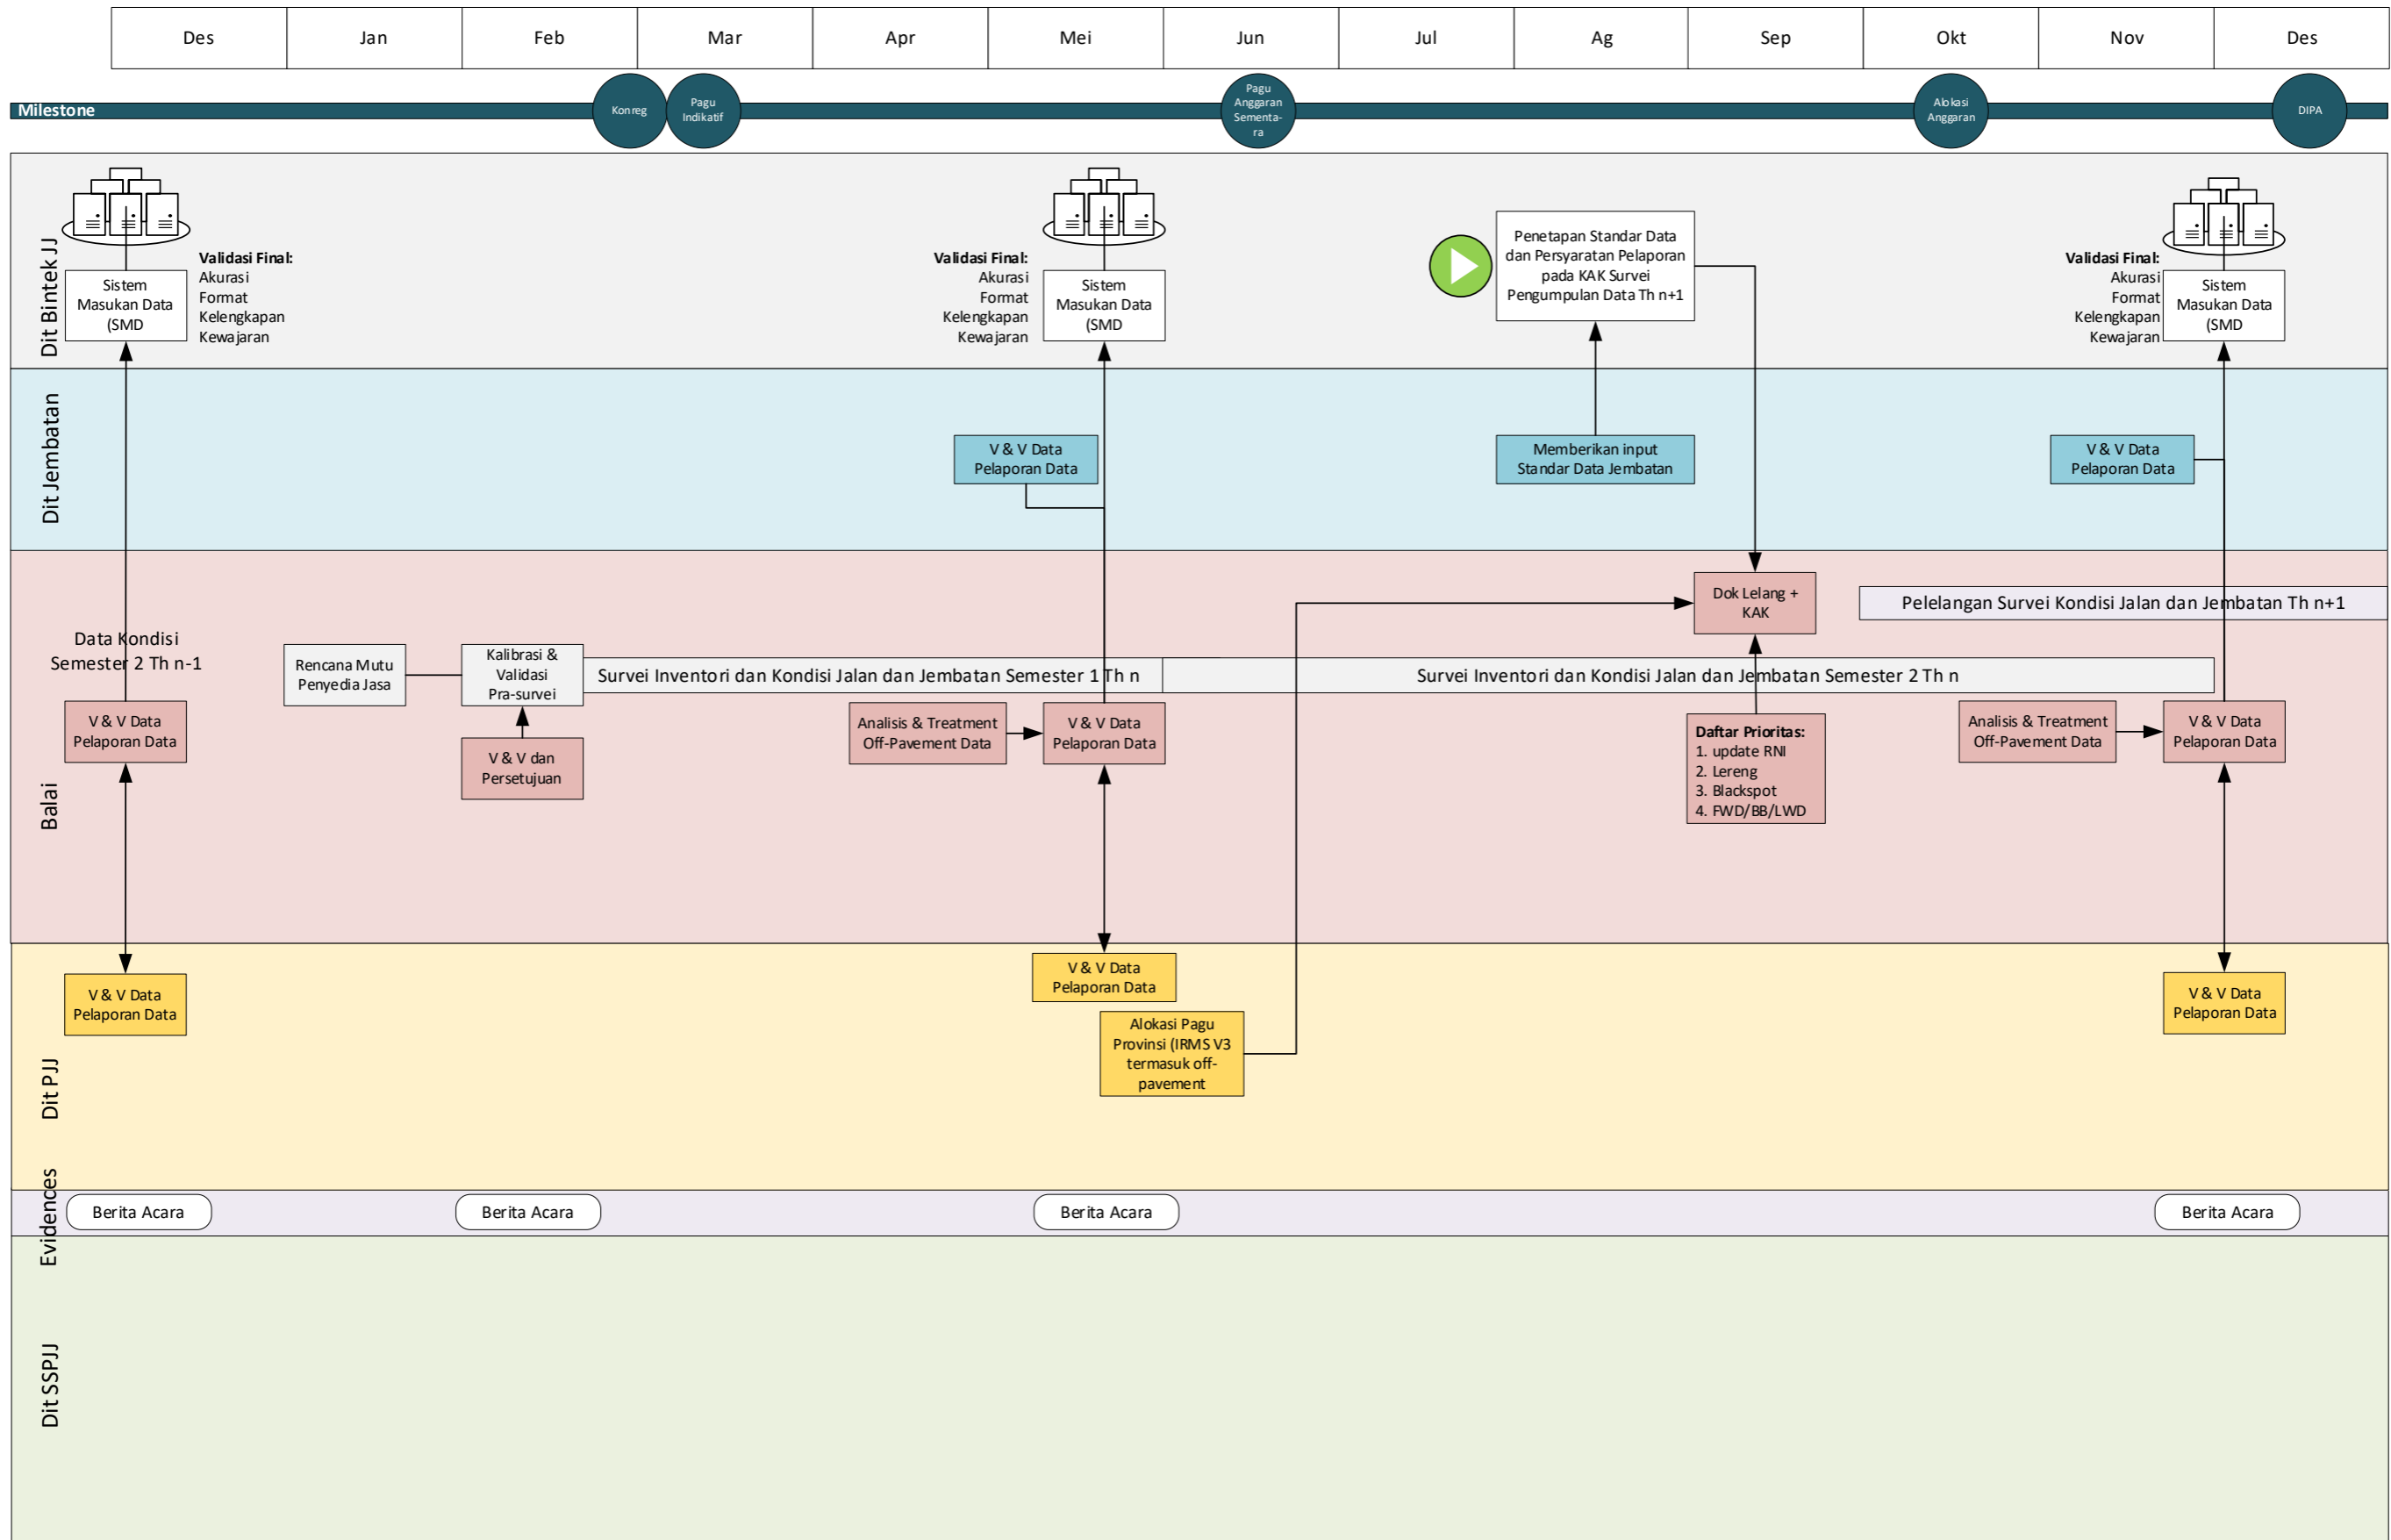 Des
Jan
Feb
Mar
Apr
Mei
Jun
Jul
Ag
Sep
Okt
Nov
Des
Milestone
Konreg
Pagu
Indikatif
Pagu
Anggaran
Sementa-
ra
Alokasi
Anggaran
DIPA
Dit Bintek JJ
Sistem
Masukan Data
(SMD
Validasi Final:
Akurasi
Format
Kelengkapan
Kewajaran
Validasi Final:
Akurasi
Format
Kelengkapan
Kewajaran
Sistem
Masukan Data
(SMD
Penetapan Standar Data
dan Persyaratan Pelaporan
pada KAK Survei
Pengumpulan Data Th n+1
Validasi Final:
Akurasi
Format
Kelengkapan
Kewajaran
Sistem
Masukan Data
(SMD
Dit Jembatan
V & V Data
Pelaporan Data
Memberikan input
Standar Data Jembatan
V & V Data
Pelaporan Data
Balai
Data Kondisi
Semester 2 Th n-1
V & V Data
Pelaporan Data
Rencana Mutu
Penyedia Jasa
Kalibrasi &
Validasi
Pra-survei
V & V dan
Persetujuan
Survei Inventori dan Kondisi Jalan dan Jembatan Semester 1 Th n
Analisis & Treatment
Off-Pavement Data
V & V Data
Pelaporan Data
Survei Inventori dan Kondisi Jalan dan Jembatan Semester 2 Th n
Dok Lelang +
KAK
Daftar Prioritas:
1. update RNI
2. Lereng
3. Blackspot
4. FWD/BB/LWD
Pelelangan Survei Kondisi Jalan dan Jembatan Th n+1
Analisis & Treatment
Off-Pavement Data
V & V Data
Pelaporan Data
Dit PJJ
V & V Data
Pelaporan Data
V & V Data
Pelaporan Data
Alokasi Pagu
Provinsi (IRMS V3
termasuk off-
pavement
V & V Data
Pelaporan Data
Evidences
Berita Acara
Berita Acara
Berita Acara
Berita Acara
Dit SSPJJ